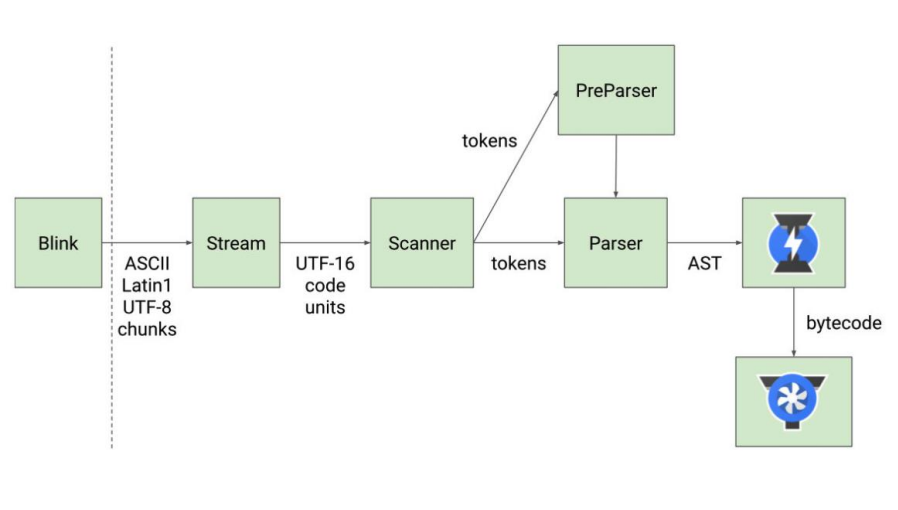 PreParser
tokens
Blink
Stream
Scanner
Parser
ASCII
Latin1
UTF-8
chunks
UTF-16
code
units
tokens
AST
bytecode